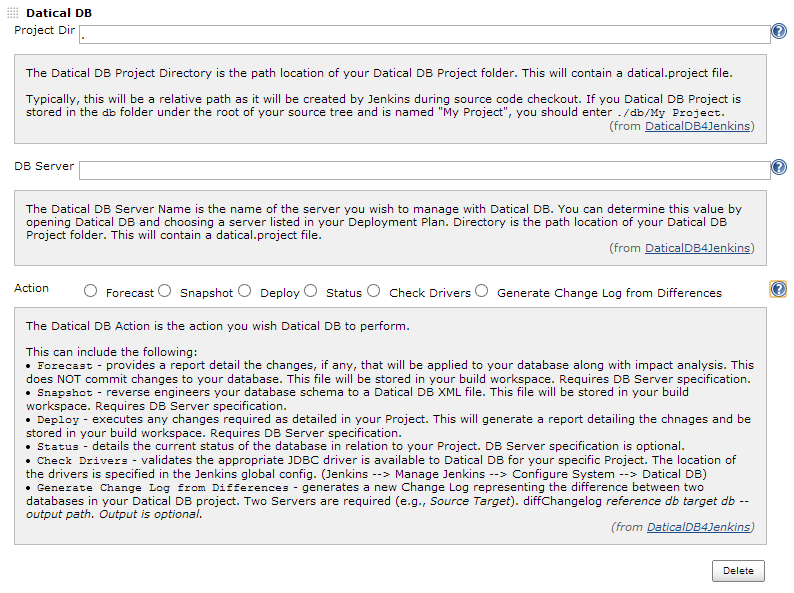 Datical DB
Project Dir .
The Datical DB Project Directory is the path location of your Datical DB Project folder. This will contain a datical.project file.
Typically, this will be a relative path as it will be created by Jenkins during source code checkout. If you Datical DB Project is
stored in the db folder under the root of your source tree and is named "My Project", you should enter ./db/My Project.
(from DaticalDB4Jenkins)
DB Server
The Datical DB Server Name is the name of the server you wish to manage with Datical DB. You can determine this value by
opening Datical DB and choosing a server listed in your Deployment Plan. Directory is the path location of your Datical DB
Project folder. This will contain a datical.project file.
(from DaticalDB4Jenkins)
Action Forecast Snapshot Deploy Status Check Drivers Generate Change Log from Differences
The Datical DB Action is the action you wish Datical DB to perform.
This can include the following:
• Forecast - provides a report detail the changes, if any, that will be applied to your database along with impact analysis. This
does NOT commit changes to your database. This file will be stored in your build workspace. Requires DB Server specification.
• Snapshot - reverse engineers your database schema to a Datical DB XML file. This file will be stored in your build
workspace. Requires DB Server specification.
• Deploy - executes any changes required as detailed in your Project. This will generate a report detailing the chnages and be
stored in your build workspace. Requires DB Server specification.
• Status - details the current status of the database in relation to your Project. DB Server specification is optional.
• Check Drivers - validates the appropriate JDBC driver is available to Datical DB for your specific Project. The location of
the drivers is specified in the Jenkins global config. (Jenkins --> Manage Jenkins --> Configure System --> Datical DB)
• Generate Change Log from Differences - generates a new Change Log representing the difference between two
databases in your Datical DB project. Two Servers are required (e.g., Source Target). diffChangelog reference db target db --
output path. Output is optional.
(from DaticalDB4Jenkins)
Delete